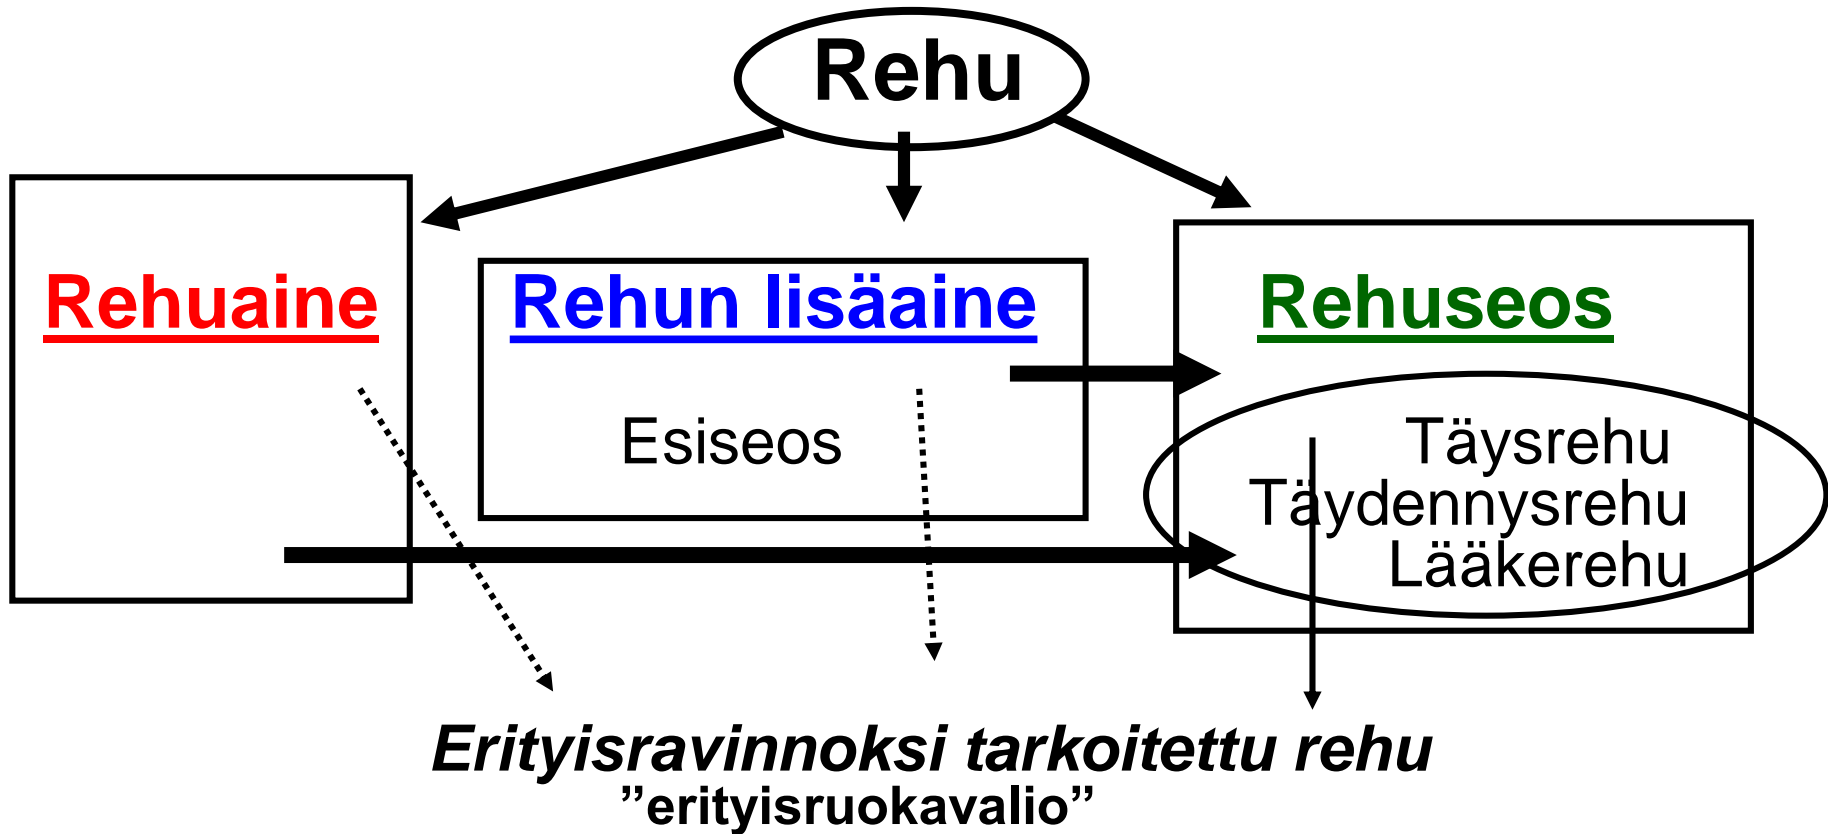 Rehu
Rehuaine
Rehun lisäaine
Esiseos
Rehuseos
Täysrehu
Täydennysrehu
Lääkerehu
Erityisravinnoksi tarkoitettu rehu
”erityisruokavalio”